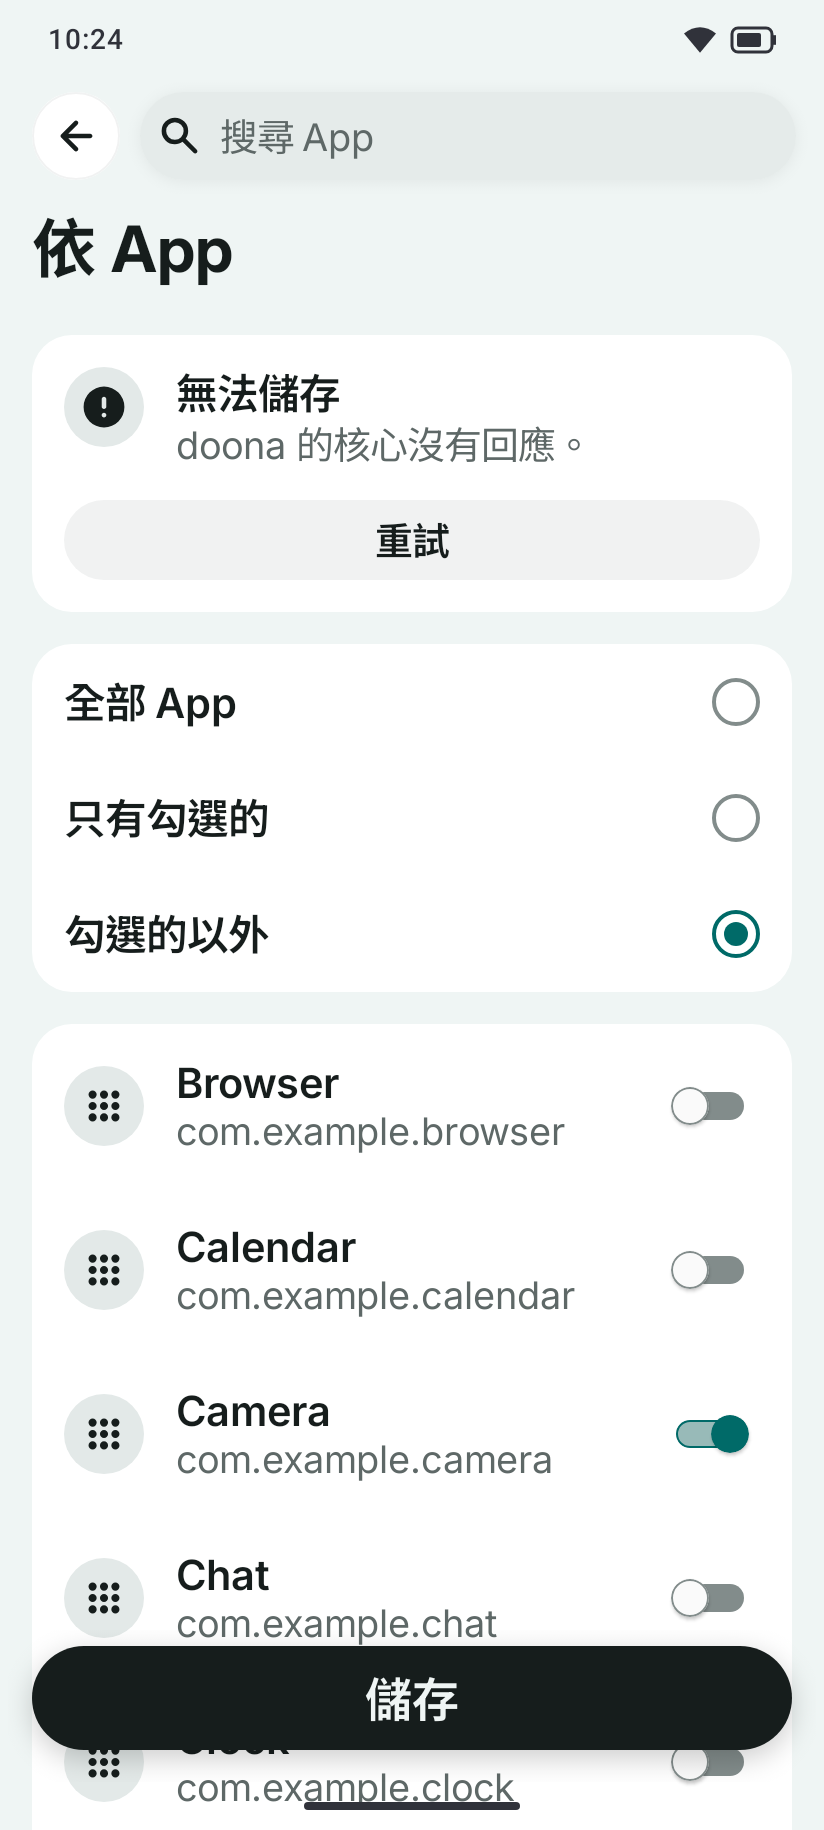 10:24
搜尋 App
依 App
無法儲存
doona 的核心沒有回應。
重試
全部 App
只有勾選的
勾選的以外
Browser
com.example.browser
Calendar
com.example.calendar
Camera
com.example.camera
Chat
com.example.chat
儲存
Clock
com.example.clock